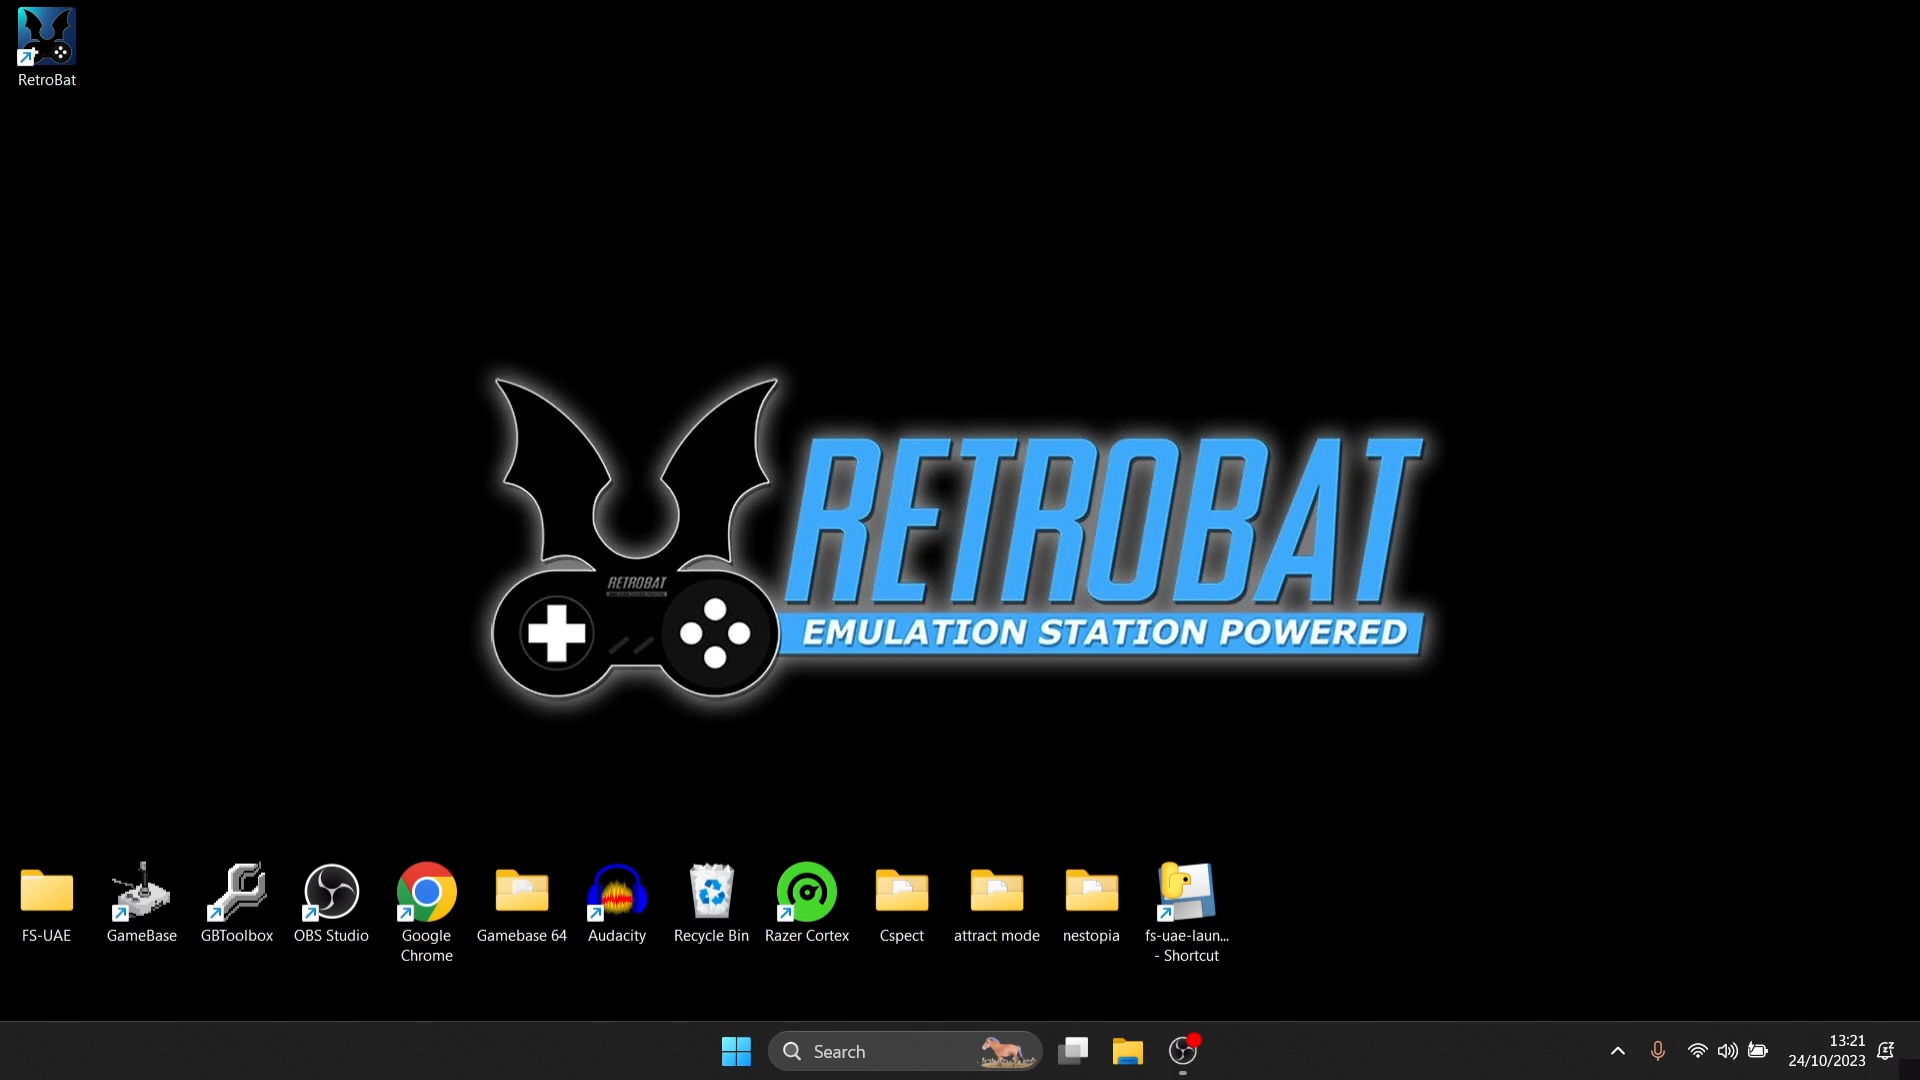 RetroBat
RETROBAT
RETROBAT
EMULATION STATION POWERED
FS-UAE
GameBase
GBToolbox
OBS Studio
Google
Chrome
Gamebase 64
Audacity
Recycle Bin
Razer Cortex
Cspect
attract mode
nestopia
fs-uae-laun...
- Shortcut
Search
13:21
24/10/2023